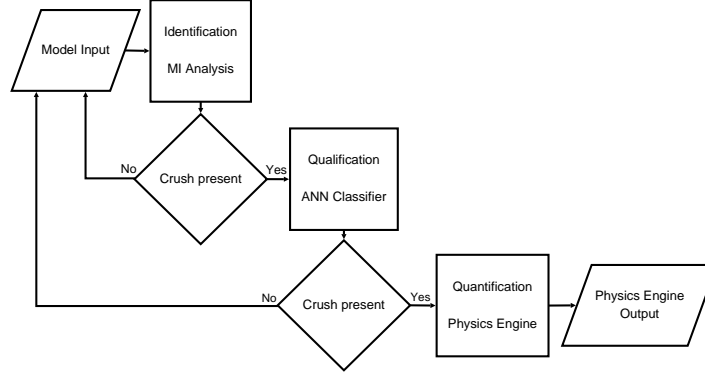 Model Input
Identification
MI Analysis
No
Crush present
Yes
Qualification
ANN Classifier
No
Crush present
Yes
Quantification
Physics Engine
Physics Engine
Output